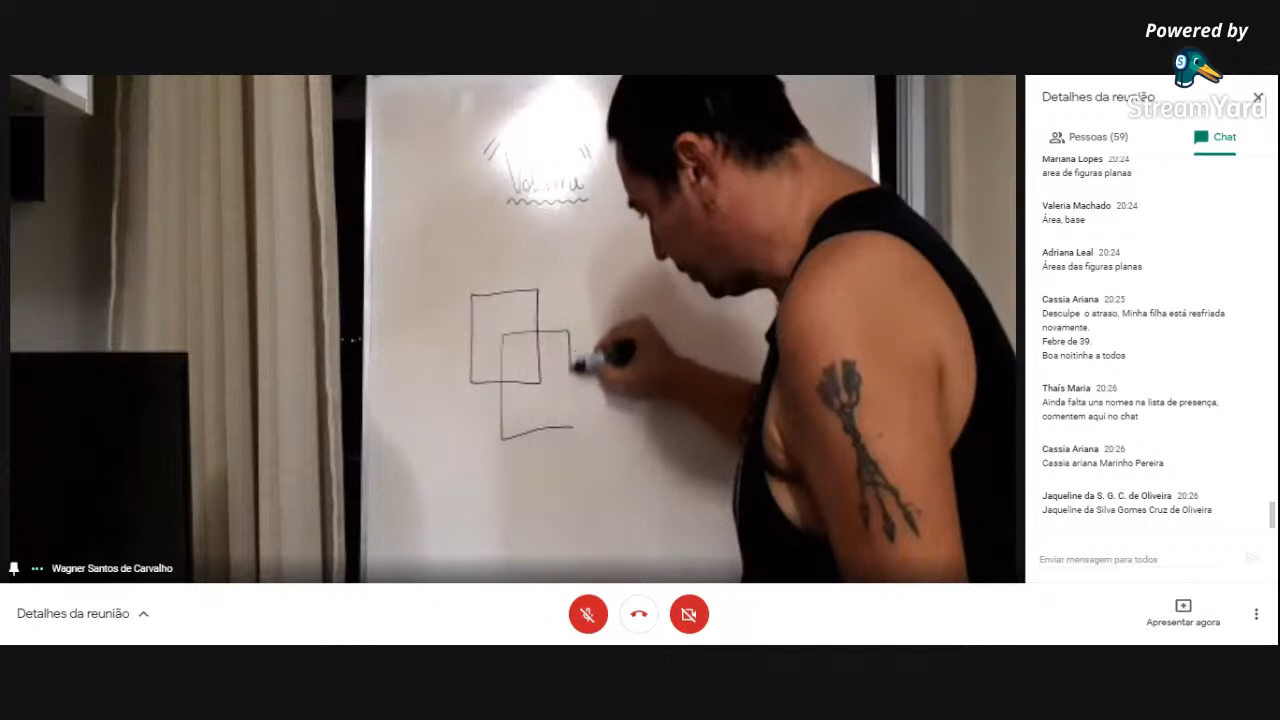 Powered by
StreamYard
Detalhes da reunião
Pessoas (59)
Chat
Mariana Lopes 20:24
area de figuras planas
Valeria Machado 20:24
Área, base
Adriana Leal 20:24
Áreas das figuras planas
Cassia Ariana 20:25
Desculpe o atraso. Minha filha está resfriada
novamente.
Febre de 39.
Boa noitinha a todos
Thaís Maria 20:26
Ainda falta uns nomes na lista de presença,
comentem aqui no chat
Cassia Ariana 20:26
Cassia ariana Marinho Pereira
Jaqueline da S. G. C. de Oliveira 20:26
Jaqueline da Silva Gomes Cruz de Oliveira
Enviar mensagem para todos
"Volume"
Wagner Santos de Carvalho
Detalhes da reunião
Apresentar agora